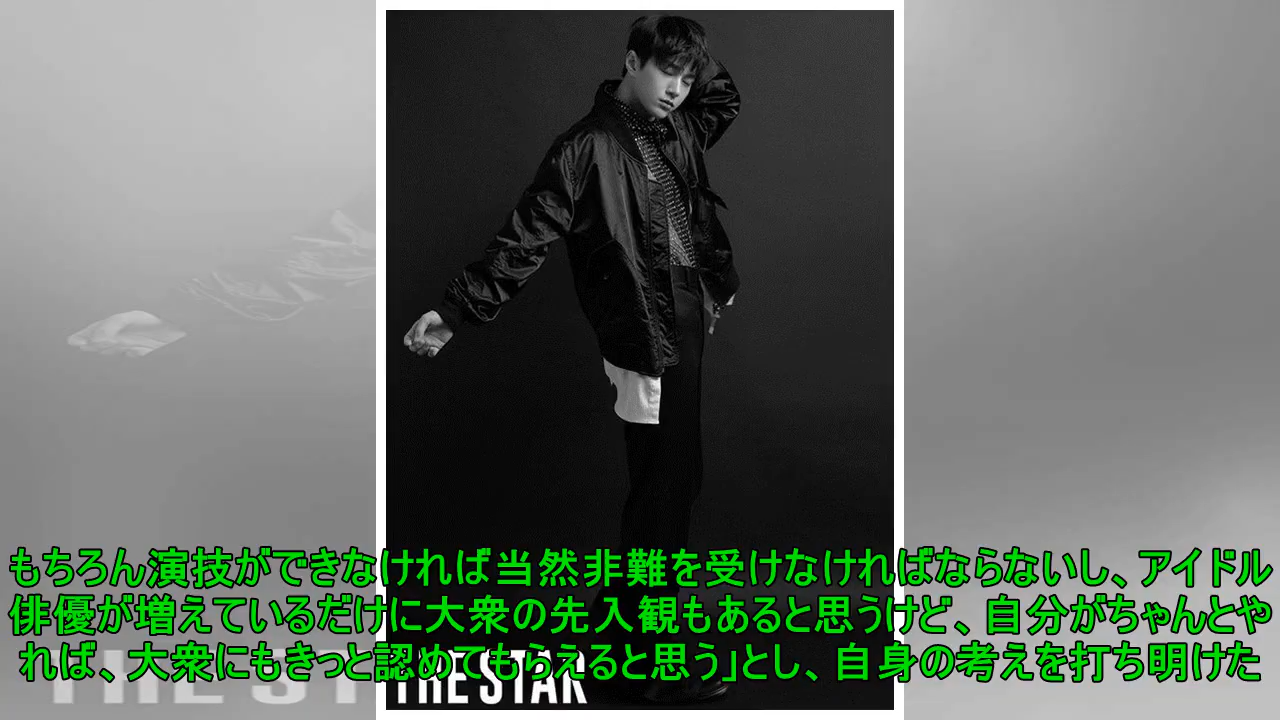 もちろん演技ができなければ当然非難を受けなければならないし、アイドル
俳優が増えているだけに大衆の先入観もあると思うけど、自分がちゃんとや
れば、大衆にもきっと認めてもらえると思う」とし、自身の考えを打ち明けた
THE ST
THE STAR